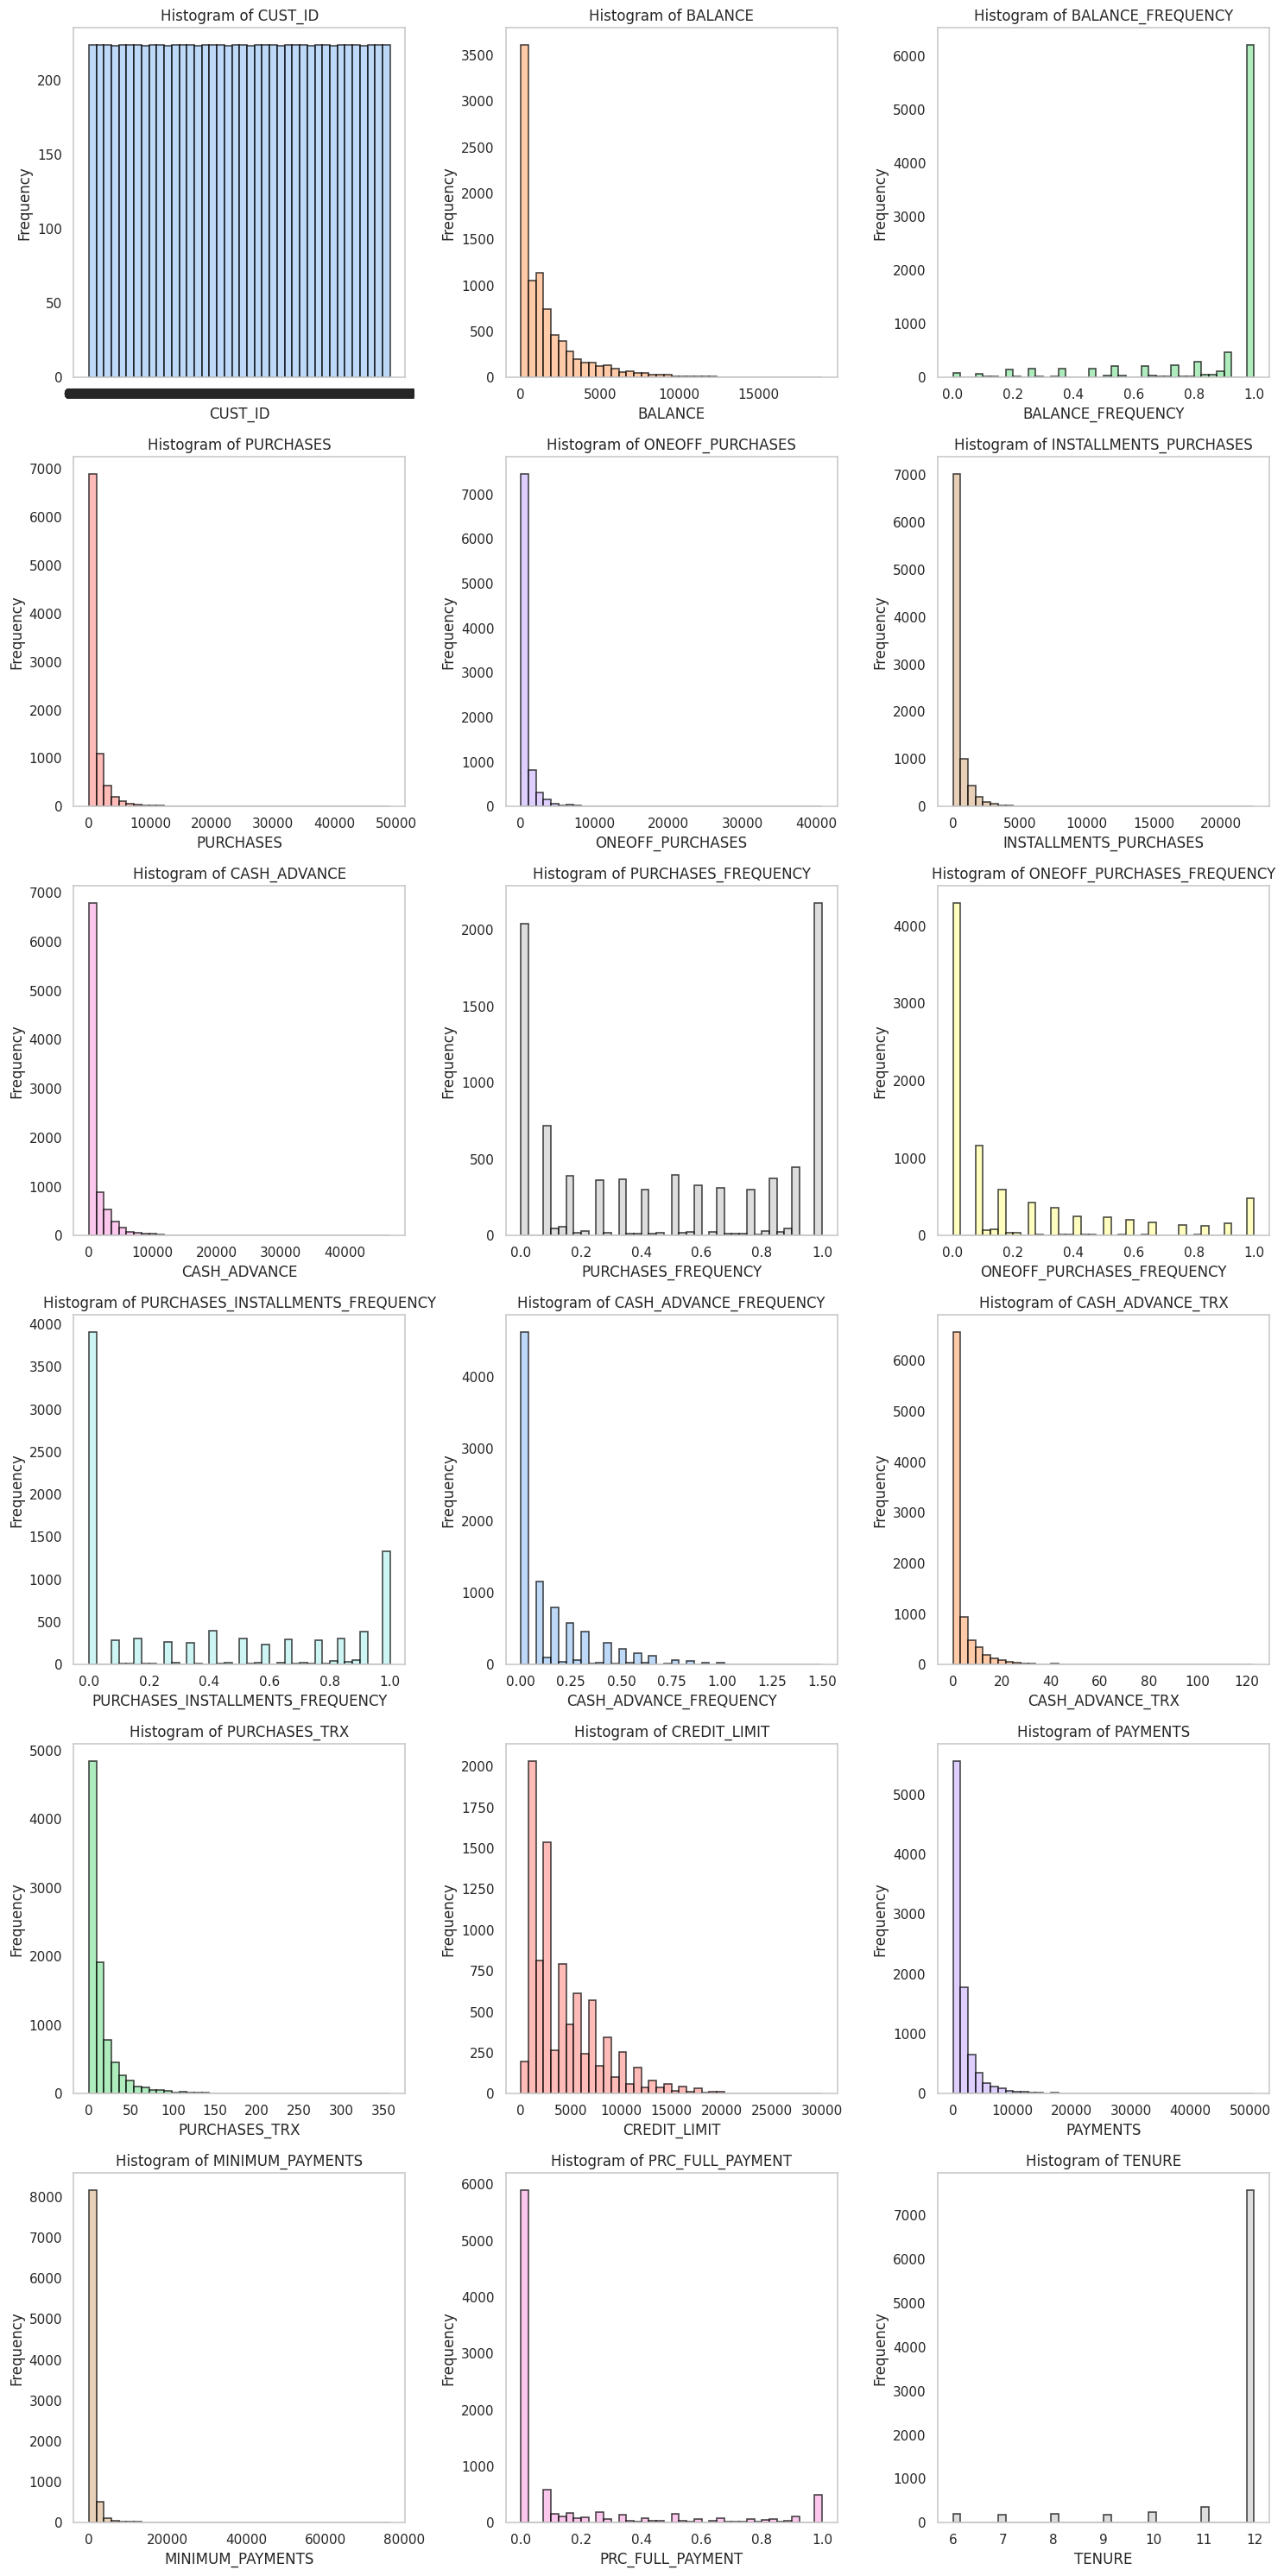 Histogram of CUST_ID
Frequency
200
150
100
50
0
CUST_ID
Histogram of BALANCE
Frequency
3500
3000
2500
2000
1500
1000
500
0
0 5000 10000 15000
BALANCE
Histogram of BALANCE_FREQUENCY
Frequency
6000
5000
4000
3000
2000
1000
0
0.0 0.2 0.4 0.6 0.8 1.0
BALANCE_FREQUENCY
Histogram of PURCHASES
Frequency
7000
6000
5000
4000
3000
2000
1000
0
0 10000 20000 30000 40000 50000
PURCHASES
Histogram of ONEOFF_PURCHASES
Frequency
7000
6000
5000
4000
3000
2000
1000
0
0 10000 20000 30000 40000
ONEOFF_PURCHASES
Histogram of INSTALLMENTS_PURCHASES
Frequency
7000
6000
5000
4000
3000
2000
1000
0
0 5000 10000 15000 20000
INSTALLMENTS_PURCHASES
Histogram of CASH_ADVANCE
Frequency
7000
6000
5000
4000
3000
2000
1000
0
0 10000 20000 30000 40000
CASH_ADVANCE
Histogram of PURCHASES_FREQUENCY
Frequency
2000
1500
1000
500
0
0.0 0.2 0.4 0.6 0.8 1.0
PURCHASES_FREQUENCY
Histogram of ONEOFF_PURCHASES_FREQUENCY
Frequency
4000
3000
2000
1000
0
0.0 0.2 0.4 0.6 0.8 1.0
ONEOFF_PURCHASES_FREQUENCY
Histogram of PURCHASES_INSTALLMENTS_FREQUENCY
Frequency
4000
3500
3000
2500
2000
1500
1000
500
0
0.0 0.2 0.4 0.6 0.8 1.0
PURCHASES_INSTALLMENTS_FREQUENCY
Histogram of CASH_ADVANCE_FREQUENCY
Frequency
4000
3000
2000
1000
0
0.00 0.25 0.50 0.75 1.00 1.25 1.50
CASH_ADVANCE_FREQUENCY
Histogram of CASH_ADVANCE_TRX
Frequency
6000
5000
4000
3000
2000
1000
0
0 20 40 60 80 100 120
CASH_ADVANCE_TRX
Histogram of PURCHASES_TRX
Frequency
5000
4000
3000
2000
1000
0
0 50 100 150 200 250 300 350
PURCHASES_TRX
Histogram of CREDIT_LIMIT
Frequency
2000
1750
1500
1250
1000
750
500
250
0
0 5000 10000 15000 20000 25000 30000
CREDIT_LIMIT
Histogram of PAYMENTS
Frequency
5000
4000
3000
2000
1000
0
0 10000 20000 30000 40000 50000
PAYMENTS
Histogram of MINIMUM_PAYMENTS
Frequency
8000
7000
6000
5000
4000
3000
2000
1000
0
0 20000 40000 60000 80000
MINIMUM_PAYMENTS
Histogram of PRC_FULL_PAYMENT
Frequency
6000
5000
4000
3000
2000
1000
0
0.0 0.2 0.4 0.6 0.8 1.0
PRC_FULL_PAYMENT
Histogram of TENURE
Frequency
7000
6000
5000
4000
3000
2000
1000
0
6 7 8 9 10 11 12
TENURE